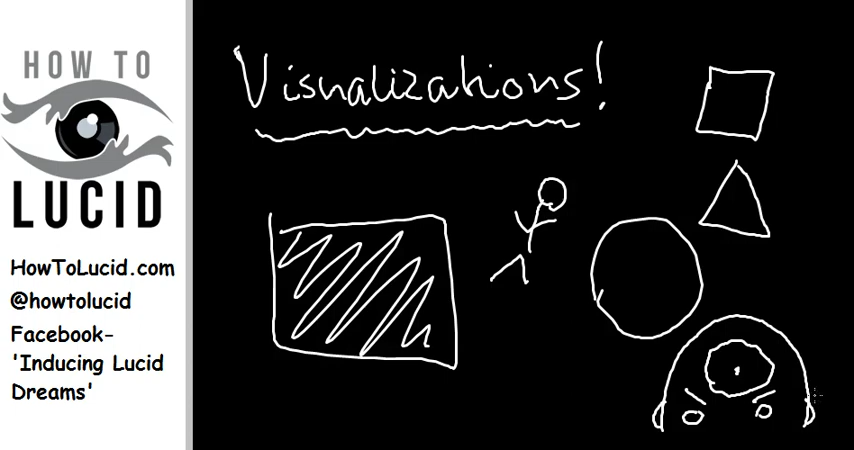 HOW TO
LUCID
HowToLucid.com
@howtolucid
Facebook-
'Inducing Lucid
Dreams'
Visualizations!